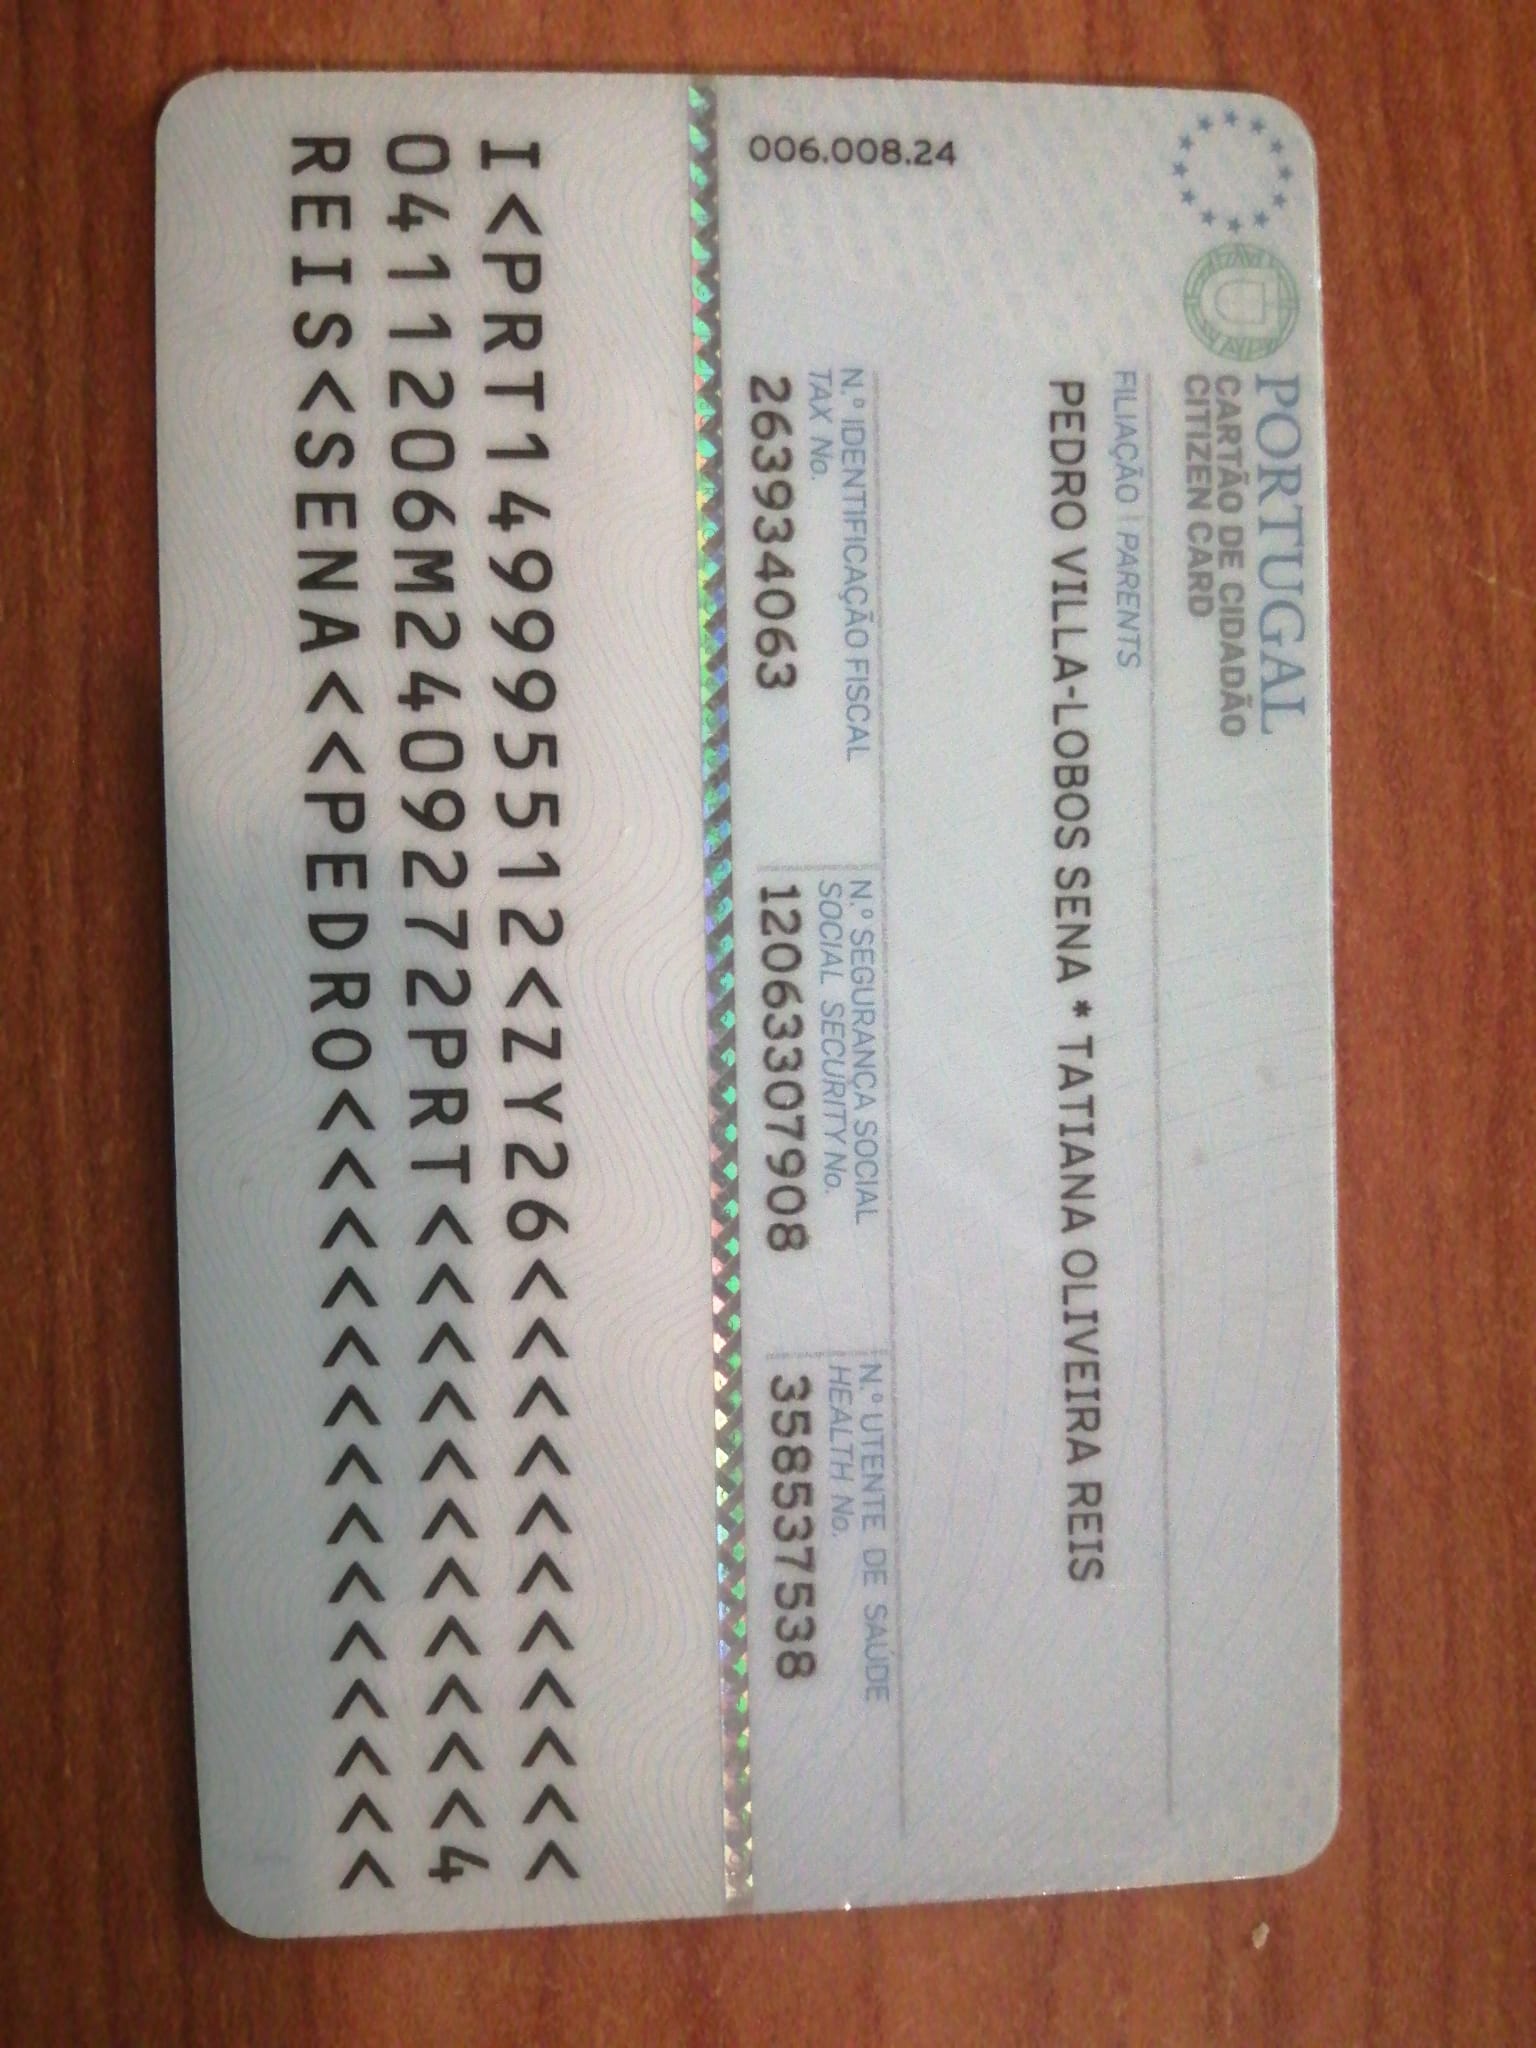 PORTUGAL
CARTÃO DE CIDADÃO
CITIZEN CARD
FILIAÇÃO | PARENTS
PEDRO VILLA-LOBOS SENA * TATIANA OLIVEIRA REIS
006.008.24
N.º IDENTIFICAÇÃO FISCAL
TAX No.
263934063
N.º SEGURANÇA SOCIAL
SOCIAL SECURITY No.
12063307908
N.º UTENTE DE SAÚDE
HEALTH No.
358537538
I<PRT149995512<ZY26<<<<<<<<<<<
0411206M2409272PRT<<<<<<<<<<<4
REIS<SENA<<PEDRO<<<<<<<<<<<<<<